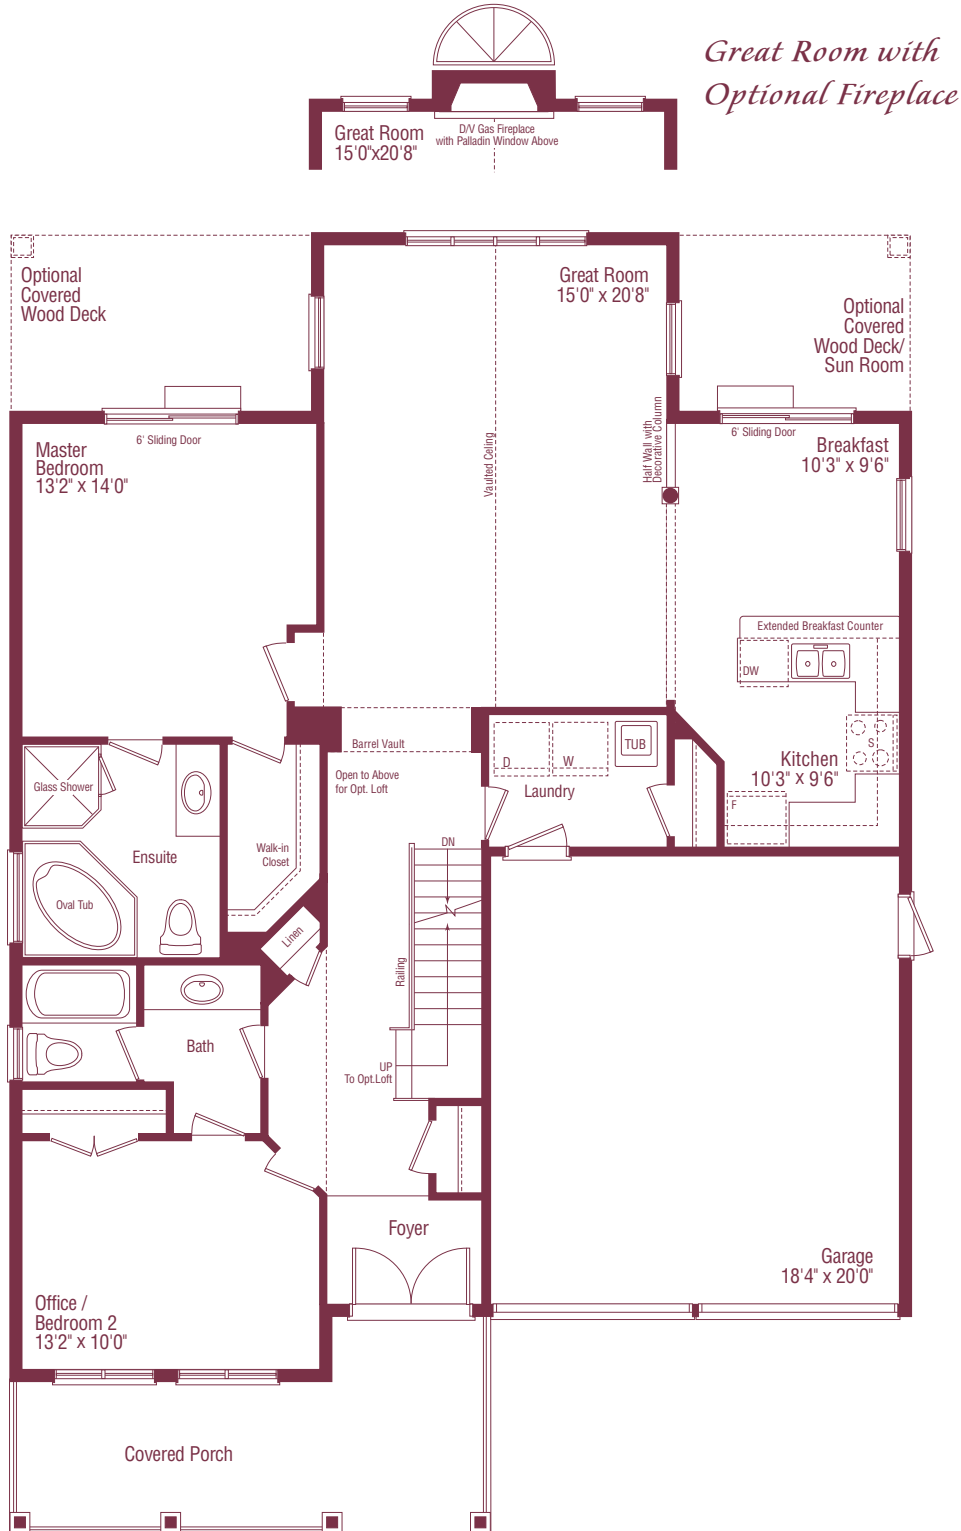 Great Room with
Optional Fireplace
Great Room
15'0"x20'8"
D/V Gas Fireplace
with Palladin Window Above
Optional
Covered
Wood Deck
Great Room
15'0" x 20'8"
Optional
Covered
Wood Deck/
Sun Room
6' Sliding Door
6' Sliding Door
Master
Bedroom
13'2" x 14'0"
Vaulted Celing
Half Wall with
Decorative Column
Breakfast
10'3" x 9'6"
Extended Breakfast Counter
DW
S
Kitchen
10'3" x 9'6"
F
Barrel Vault
Open to Above
for Opt. Loft
D
W
TUB
Laundry
Glass Shower
Ensuite
Walk-in
Closet
Oval Tub
Linen
DN
Railing
Bath
UP
To Opt.Loft
Foyer
Garage
18'4" x 20'0"
Office /
Bedroom 2
13'2" x 10'0"
Covered Porch